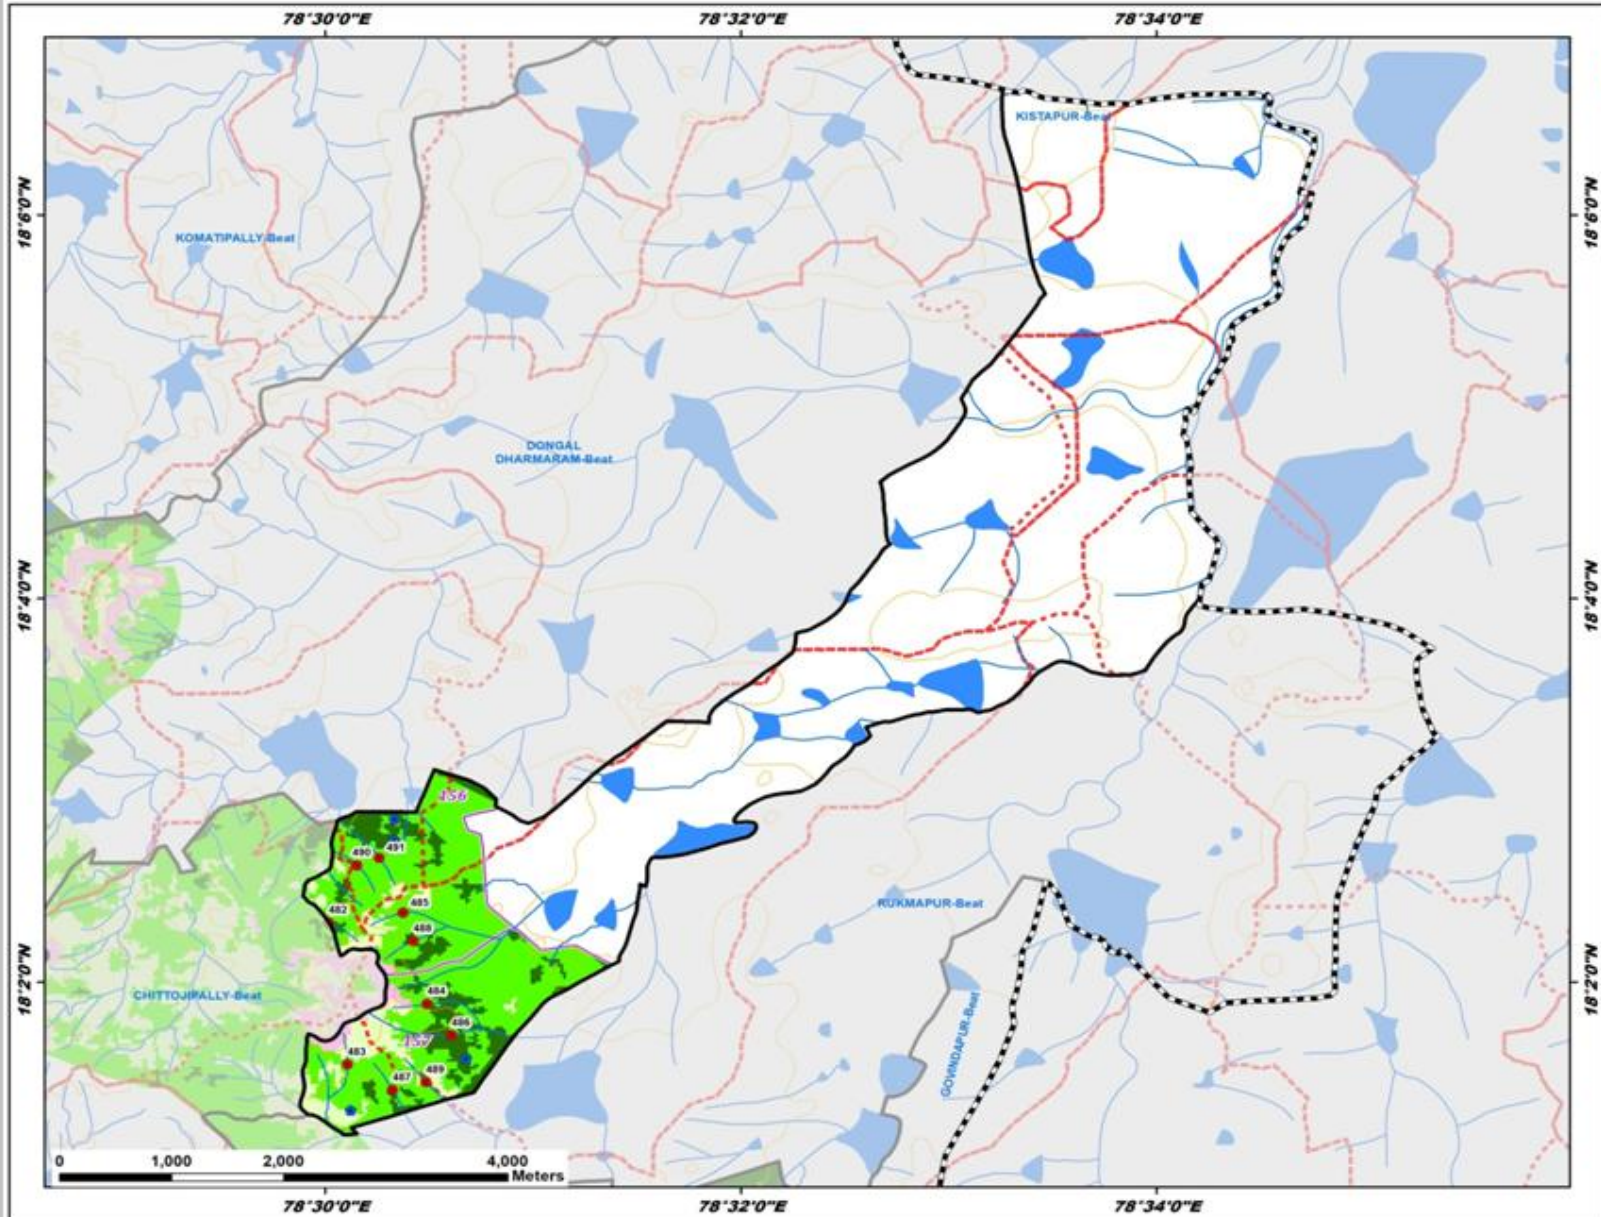 78°30'0"E
78°32'0"E
78°34'0"E
KISTAPUR-Beat
18°6'0"N
18°6'0"N
KOMATIPALLY-Beat
DONGAL
DHARMARAM-Beat
18°4'0"N
18°4'0"N
156
490
491
482
485
488
RUKMAPUR-Beat
CHITTOJIPALLY-Beat
18°2'0"N
18°2'0"N
484
486
157
483
487
489
GOVINDAPUR-Beat
0
1,000
2,000
4,000
Meters
78°30'0"E
78°32'0"E
78°34'0"E